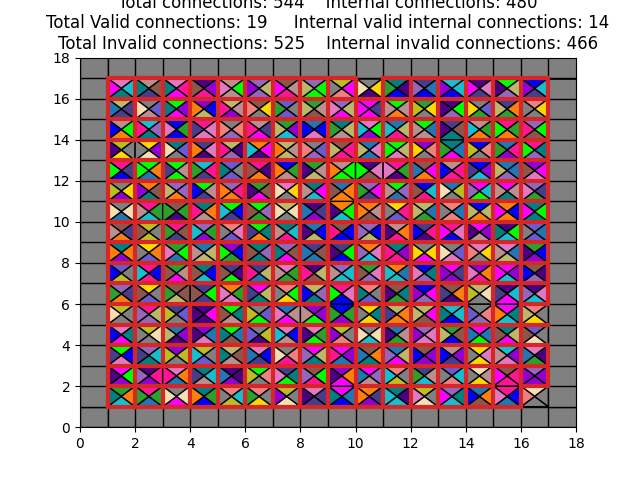 Total connections: 544    Internal connections: 480
Total Valid connections: 19    Internal valid internal connections: 14
Total Invalid connections: 525    Internal invalid connections: 466
18
16
14
12
10
8
6
4
2
0
0 2 4 6 8 10 12 14 16 18